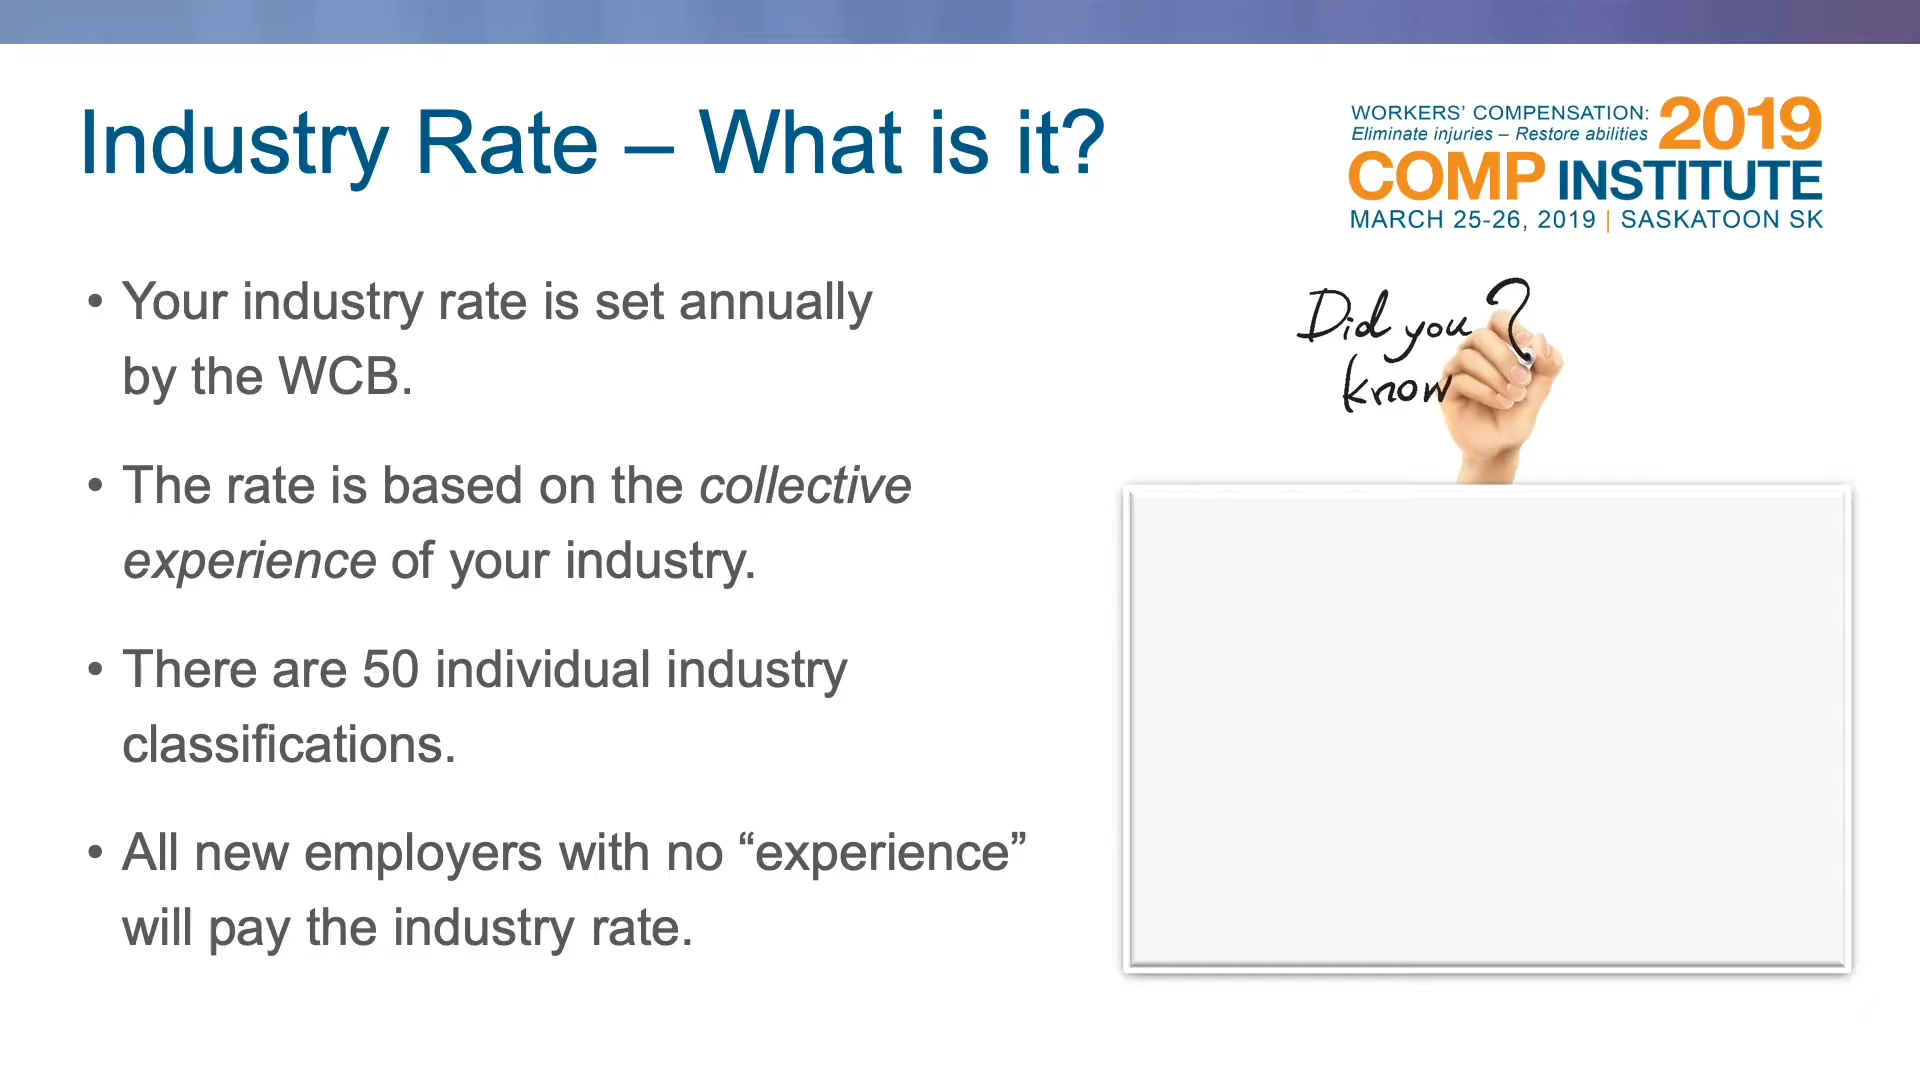 Industry Rate – What is it?
WORKERS’ COMPENSATION: 2019
Eliminate injuries – Restore abilities
COMP INSTITUTE
MARCH 25-26, 2019 | SASKATOON SK
• Your industry rate is set annually
by the WCB.
• The rate is based on the collective
experience of your industry.
• There are 50 individual industry
classifications.
• All new employers with no “experience”
will pay the industry rate.
Did you
know?